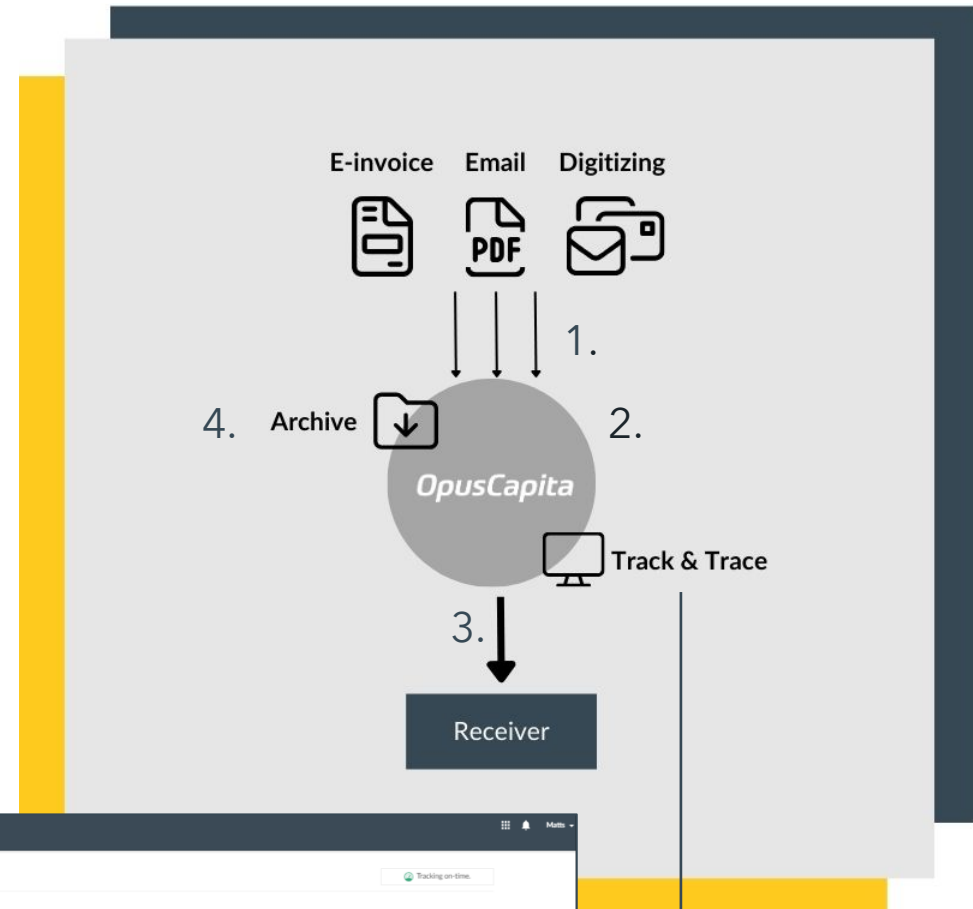 E-invoice Email Digitizing
PDF
1.
4. Archive 2.
OpusCapita
Track & Trace
3.
Receiver
Matts
Tracking on-time.